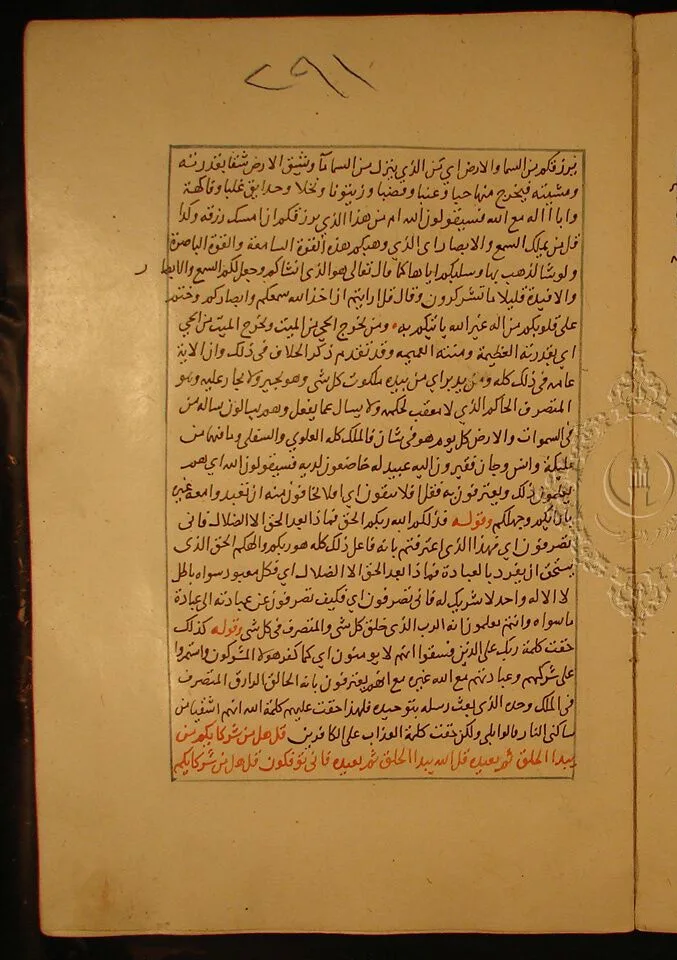 ٢٩١
يرزقكم من السما والارض اي من الذي ينزل من السما ماً ويشق الارض شقا بقدرته
ومشيته فيخرج منها حبا وعنبا وقضبا وزيتونا ونخلا وحدايق غلبا وفاكهة
وابا االه مع الله فسيقولون الله ام من هذا الذي يرزقكم ان امسك رزقه وكذا
قل من يملك السمع والابصار اي الذي وهبكم هذه القوة السامعة والقوة الباصرة
ولو يشا لذهب بها وسلبكم اياها كما قال تعالى هو الذي انشاكم وجعل لكم السمع والابصار
والافيدة قليلا ما تشكرون وقال قل ارايتم ان اخذ الله سمعكم وابصاركم وختم
على قلوبكم من اله غير الله ياتيكم به ومن يخرج الحي من الميت ويخرج الميت من الحي
اي بقدرته العظيمة ومنته العميمه وقد تقدم ذكر الخلاف في ذلك وان الاية
عامه في ذلك كله ومن يدبر اي من بيده ملكوت كل شي وهو يجير ولا يجار عليه وهو
المتصرف الحاكم الذي لا معقب لحكمه ولا يسال عما يفعل وهم يسالون يساله من
في السموات والارض كل يوم هو في شان فالملك كله العلوي والسفلي وما فيهما من
مليكة وانس وجان فقيرون اليه عبيد له خاضعون لديه فسيقولون الله اي هم
يعلمون ذلك ويعترفون به فقل افلا تتقون اي افلا تخافون منه ان تعبدوا معه غيره
بارائكم وجهلكم وقوله فذلكم الله ربكم الحق فماذا بعد الحق الا الضلال فانى
تصرفون اي فهذا الذي اعترفتم بانه فاعل ذلك كله هو ربكم والهكم الحق الذى
يستحق ان يفرد بالعبادة فماذا بعد الحق الا الضلال اي فكل معبود سواه باطل
لا اله الا واحد لا شريك له فانى تصرفون اي فكيف تصرفون عن عبادته الى عبادة
ما سواه وانتم تعلمون انه الرب الذي خلق كل شي والمتصرف في كل شي وقوله كذلك
حقت كلمة ربك على الذين فسقوا انهم لا يومنون اي كما كفر هولا المشركون واستمروا
على شركهم وعبادتهم مع الله غيره مع انهم يعترفون بانه الخالق الرازق المتصرف
في الملك وحده الذي بعث رسله بتوحيده فلهذا حقت عليهم كلمة الله انهم اشقيا من
ساكني النار قالوا بلى ولكن حقت كلمة العذاب على الكافرين قل هل من شركايكم من
يبدا الخلق ثم يعيده قل الله يبدا الخلق ثم يعيده فانى توفكون قل هل من شركايكم